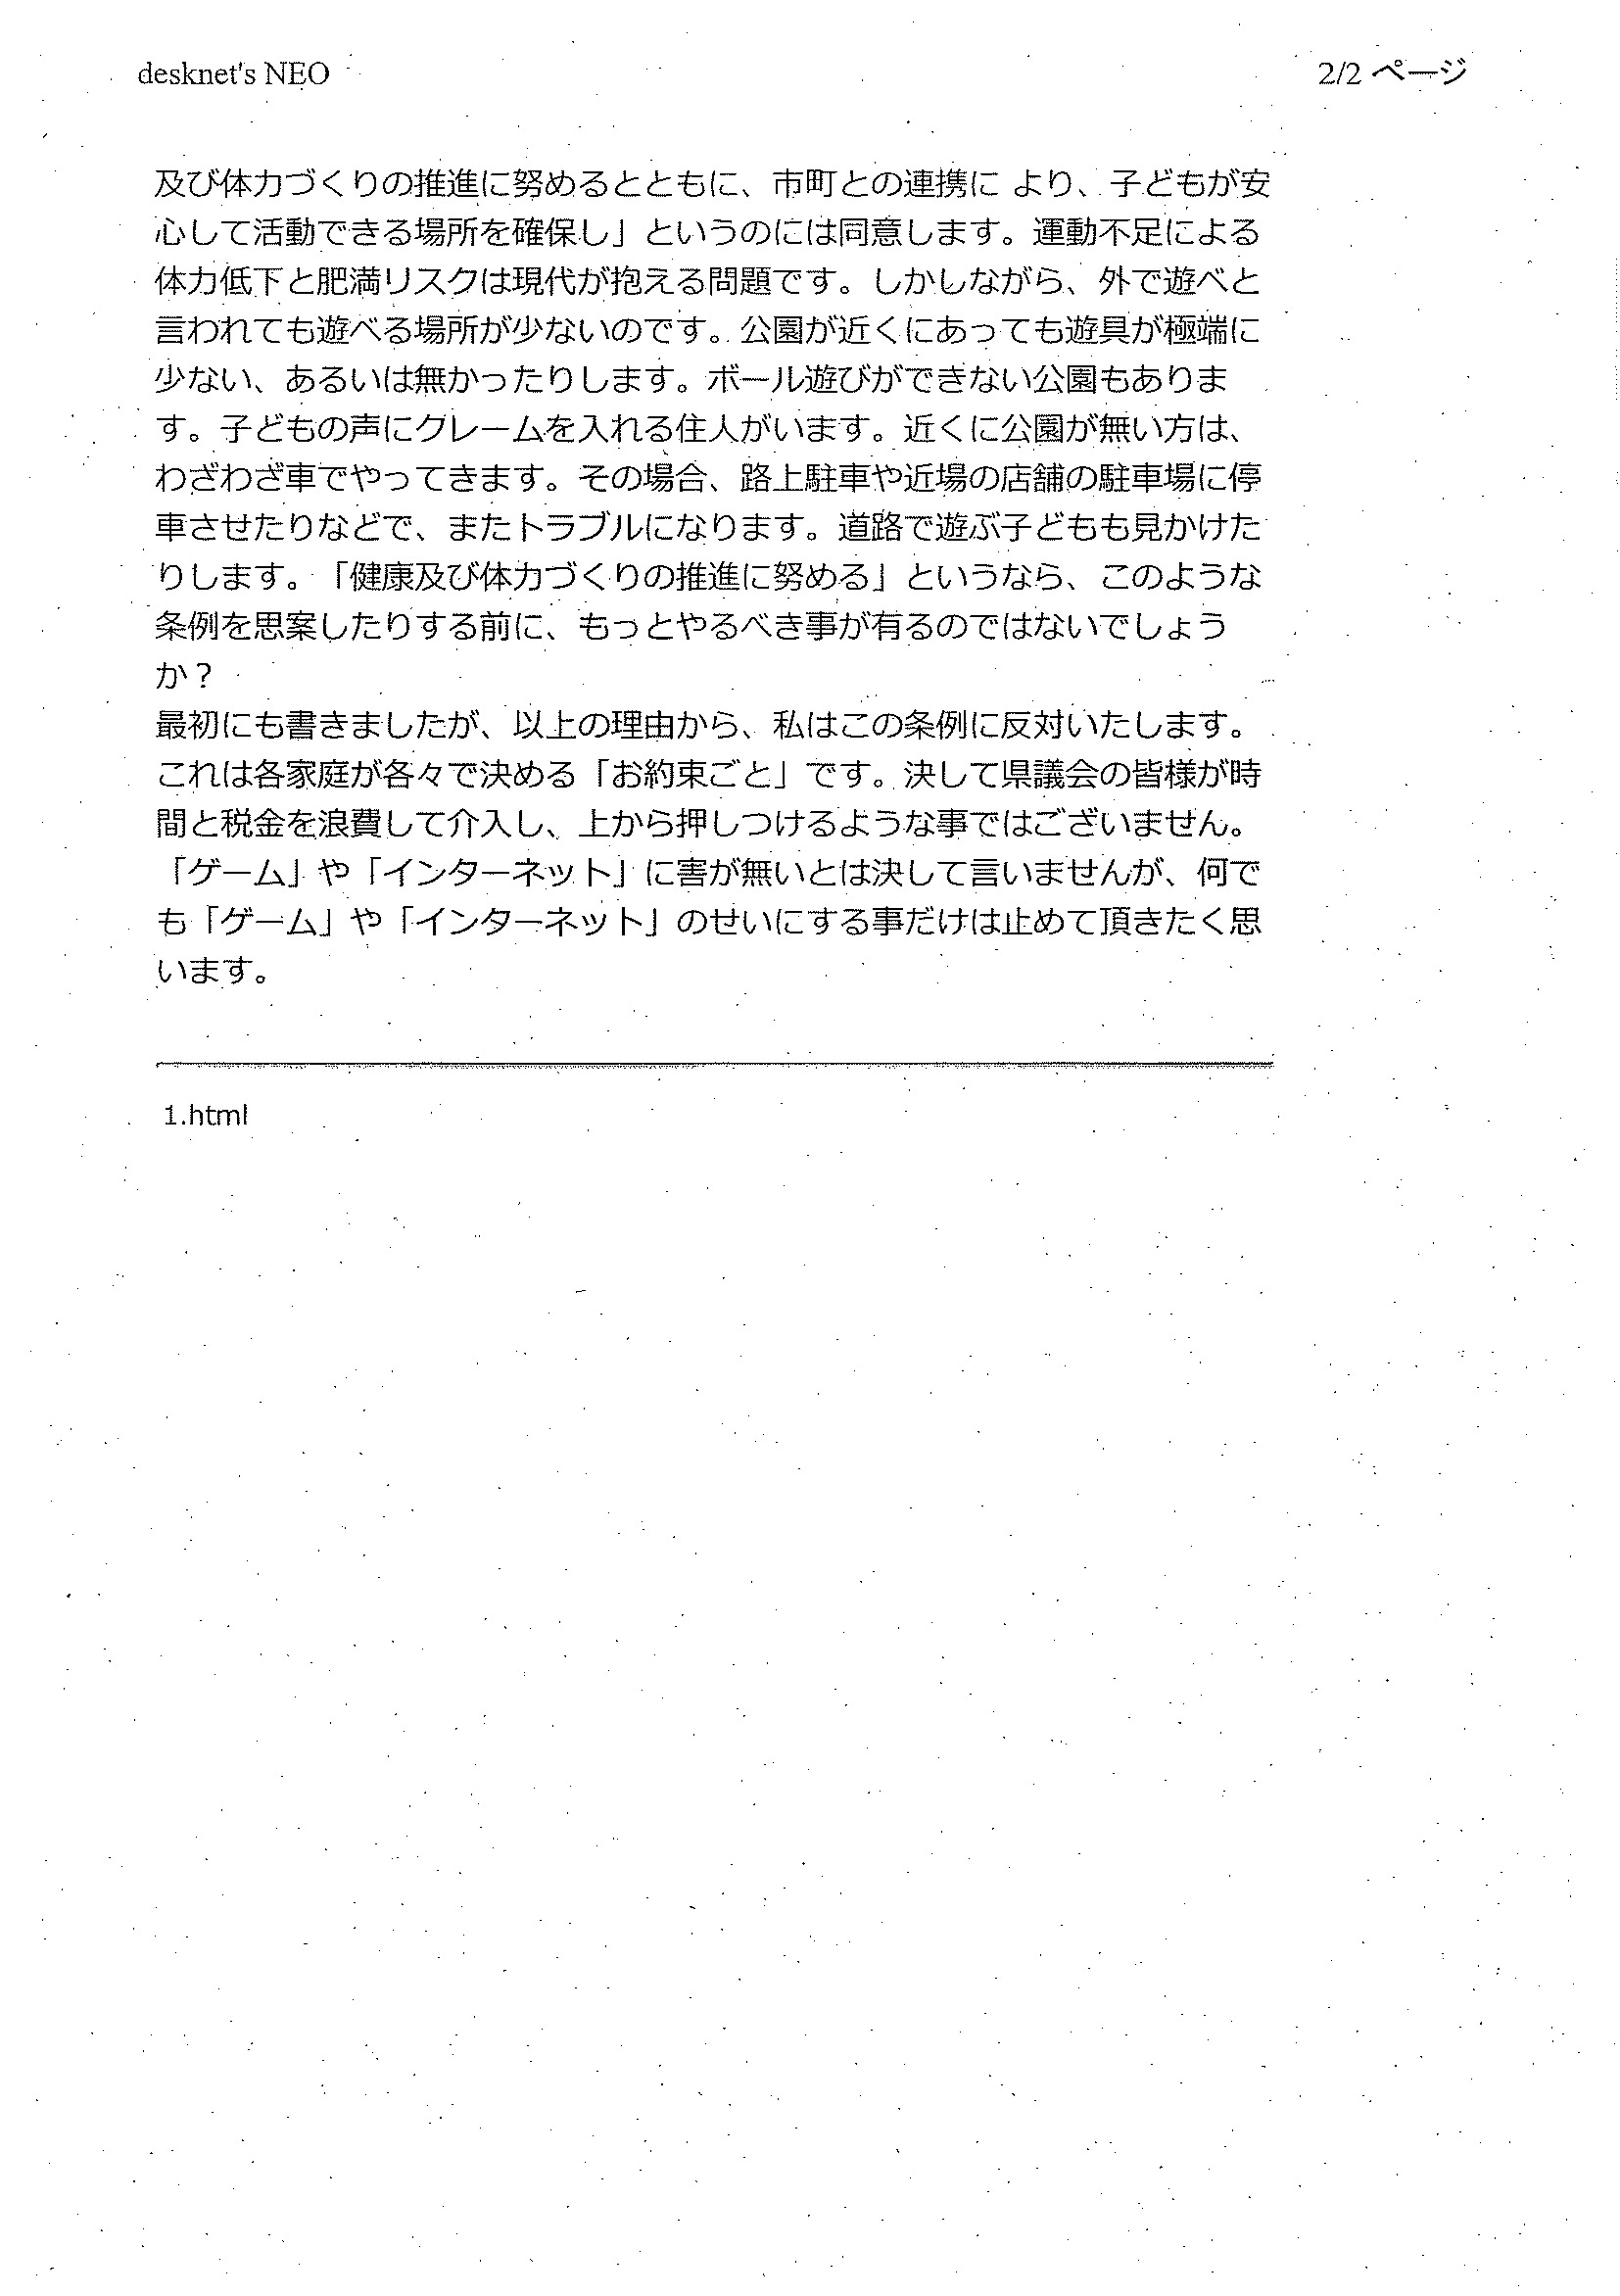 desknet's NEO
2/2 ページ
及び体力づくりの推進に努めるとともに、市町との連携に より、子どもが安
心して活動できる場所を確保し」というのには同意します。運動不足による
体力低下と肥満リスクは現代が抱える問題です。しかしながら、外で遊べと
言われても遊べる場所が少ないのです。公園が近くにあっても遊具が極端に
少ない、あるいは無かったりします。ボール遊びができない公園もありま
す。子どもの声にクレームを入れる住人がいます。近くに公園が無い方は、
わざわざ車でやってきます。その場合、路上駐車や近場の店舗の駐車場に停
車させたりなどで、またトラブルになります。道路で遊ぶ子どもも見かけた
りします。「健康及び体力づくりの推進に努める」というなら、このような
条例を思案したりする前に、もっとやるべき事が有るのではないでしょう
か？
最初にも書きましたが、以上の理由から、私はこの条例に反対いたします。
これは各家庭が各々で決める「お約束ごと」です。決して県議会の皆様が時
間と税金を浪費して介入し、上から押しつけるような事ではございません。
「ゲーム」や「インターネット」に害が無いとは決して言いませんが、何で
も「ゲーム」や「インターネット」のせいにする事だけは止めて頂きたく思
います。
1.html